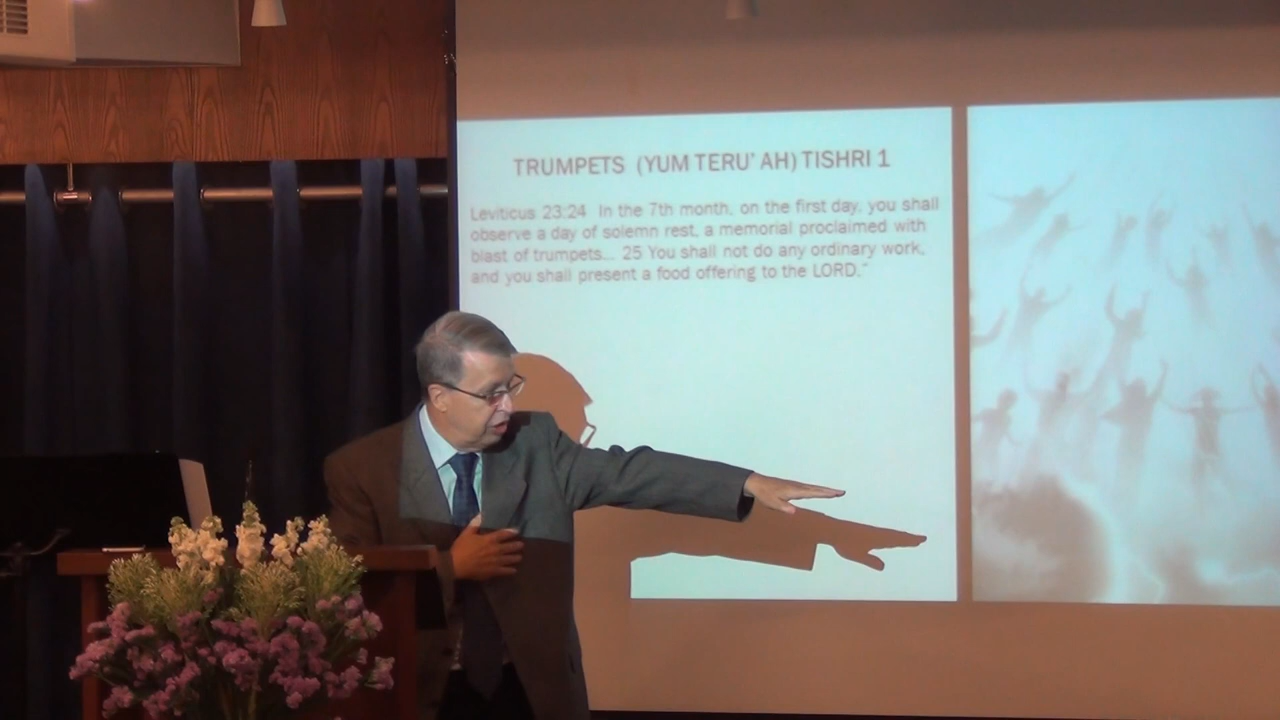 TRUMPETS (YUM TERU' AH) TISHRI 1
Leviticus 23:24 In the 7th month, on the first day, you shall
observe a day of solemn rest, a memorial proclaimed with
blast of trumpets... 25 You shall not do any ordinary work,
and you shall present a food offering to the LORD."